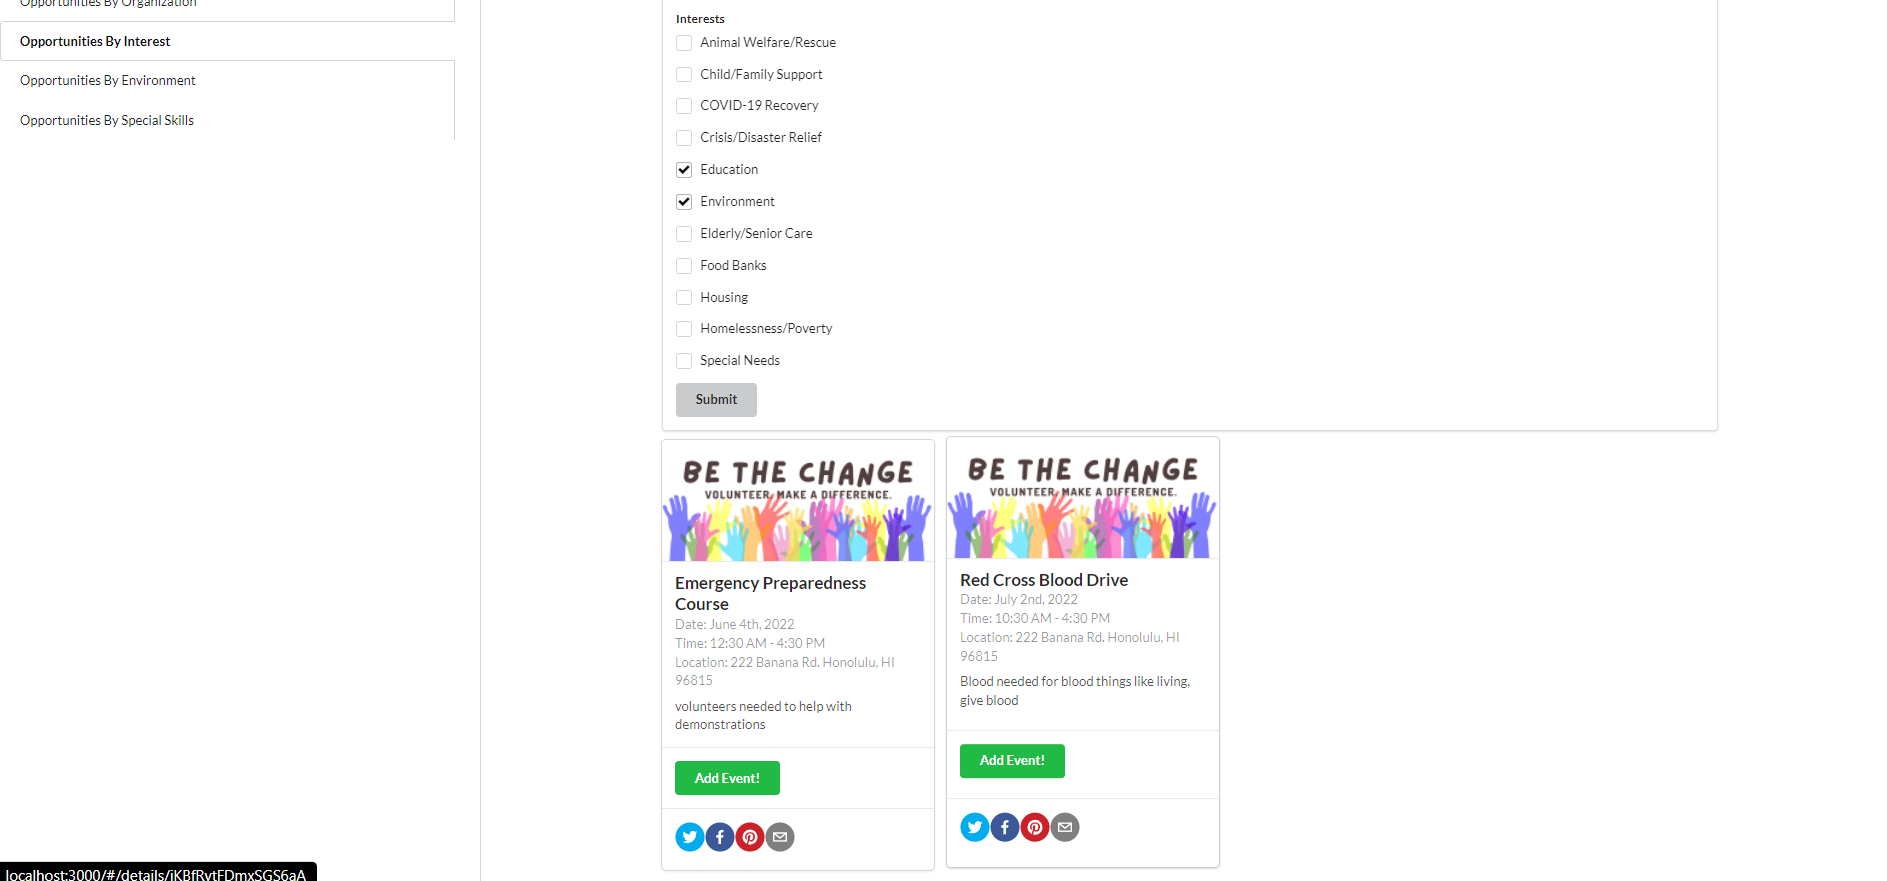 Opportunities By Organization
Opportunities By Interest
Opportunities By Environment
Opportunities By Special Skills
Interests
Animal Welfare/Rescue
Child/Family Support
COVID-19 Recovery
Crisis/Disaster Relief
Education
Environment
Elderly/Senior Care
Food Banks
Housing
Homelessness/Poverty
Special Needs
Submit
BE THE CHANGE
VOLUNTEER. MAKE A DIFFERENCE.
Emergency Preparedness
Course
Date: June 4th, 2022
Time: 12:30 AM - 4:30 PM
Location: 222 Banana Rd. Honolulu, HI
96815
volunteers needed to help with
demonstrations
Add Event!
BE THE CHANGE
VOLUNTEER. MAKE A DIFFERENCE.
Red Cross Blood Drive
Date: July 2nd, 2022
Time: 10:30 AM - 4:30 PM
Location: 222 Banana Rd. Honolulu, HI
96815
Blood needed for blood things like living,
give blood
Add Event!
localhost:3000/#/details/iKBfRvtFDmxSGS6aA